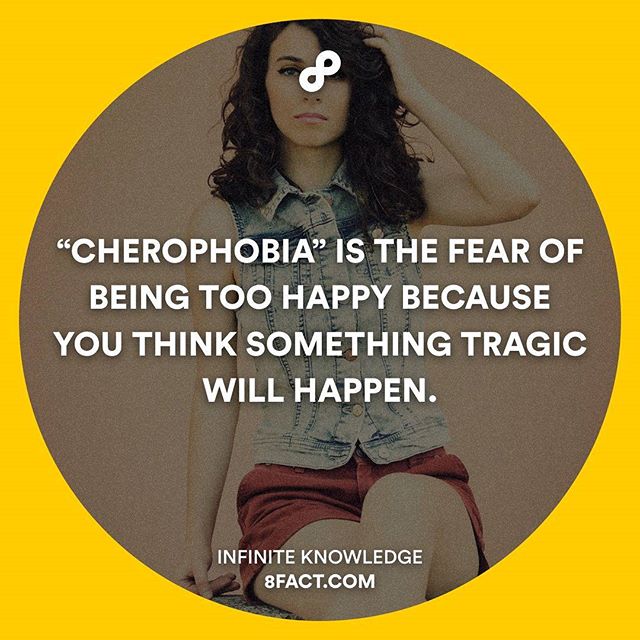 “CHEROPHOBIA” IS THE FEAR OF
BEING TOO HAPPY BECAUSE
YOU THINK SOMETHING TRAGIC
WILL HAPPEN.
INFINITE KNOWLEDGE
8FACT.COM